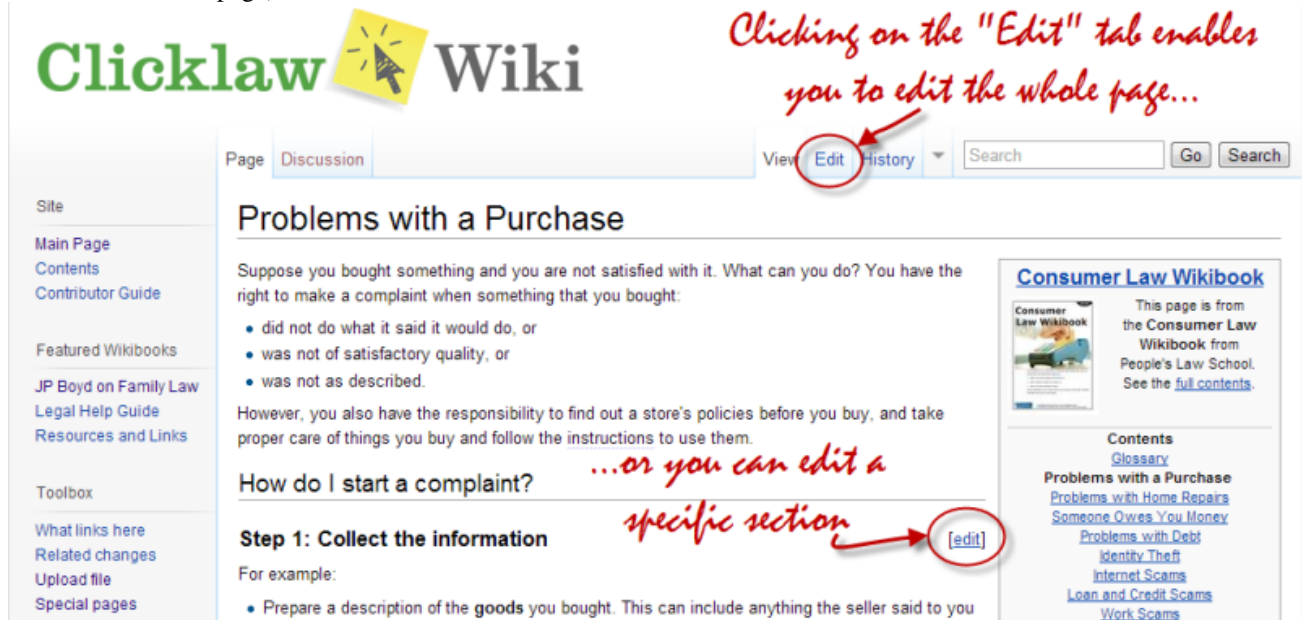 Clicklaw Wiki
Clicking on the "Edit" tab enables
you to edit the whole page...
Page Discussion
View Edit History
Search
Go Search
Site
Main Page
Contents
Contributor Guide
Featured Wikibooks
JP Boyd on Family Law
Legal Help Guide
Resources and Links
Toolbox
What links here
Related changes
Upload file
Special pages
Problems with a Purchase
Suppose you bought something and you are not satisfied with it. What can you do? You have the
right to make a complaint when something that you bought:
• did not do what it said it would do, or
• was not of satisfactory quality, or
• was not as described.
However, you also have the responsibility to find out a store's policies before you buy, and take
proper care of things you buy and follow the instructions to use them.
...or you can edit a
specific section
How do I start a complaint?
Step 1: Collect the information
[edit]
For example:
• Prepare a description of the goods you bought. This can include anything the seller said to you
Consumer Law Wikibook
Consumer
Law Wikibook
This page is from
the Consumer Law
Wikibook from
People's Law School.
See the full contents.
Contents
Glossary
Problems with a Purchase
Problems with Home Repairs
Someone Owes You Money
Problems with Debt
Identity Theft
Internet Scams
Loan and Credit Scams
Work Scams